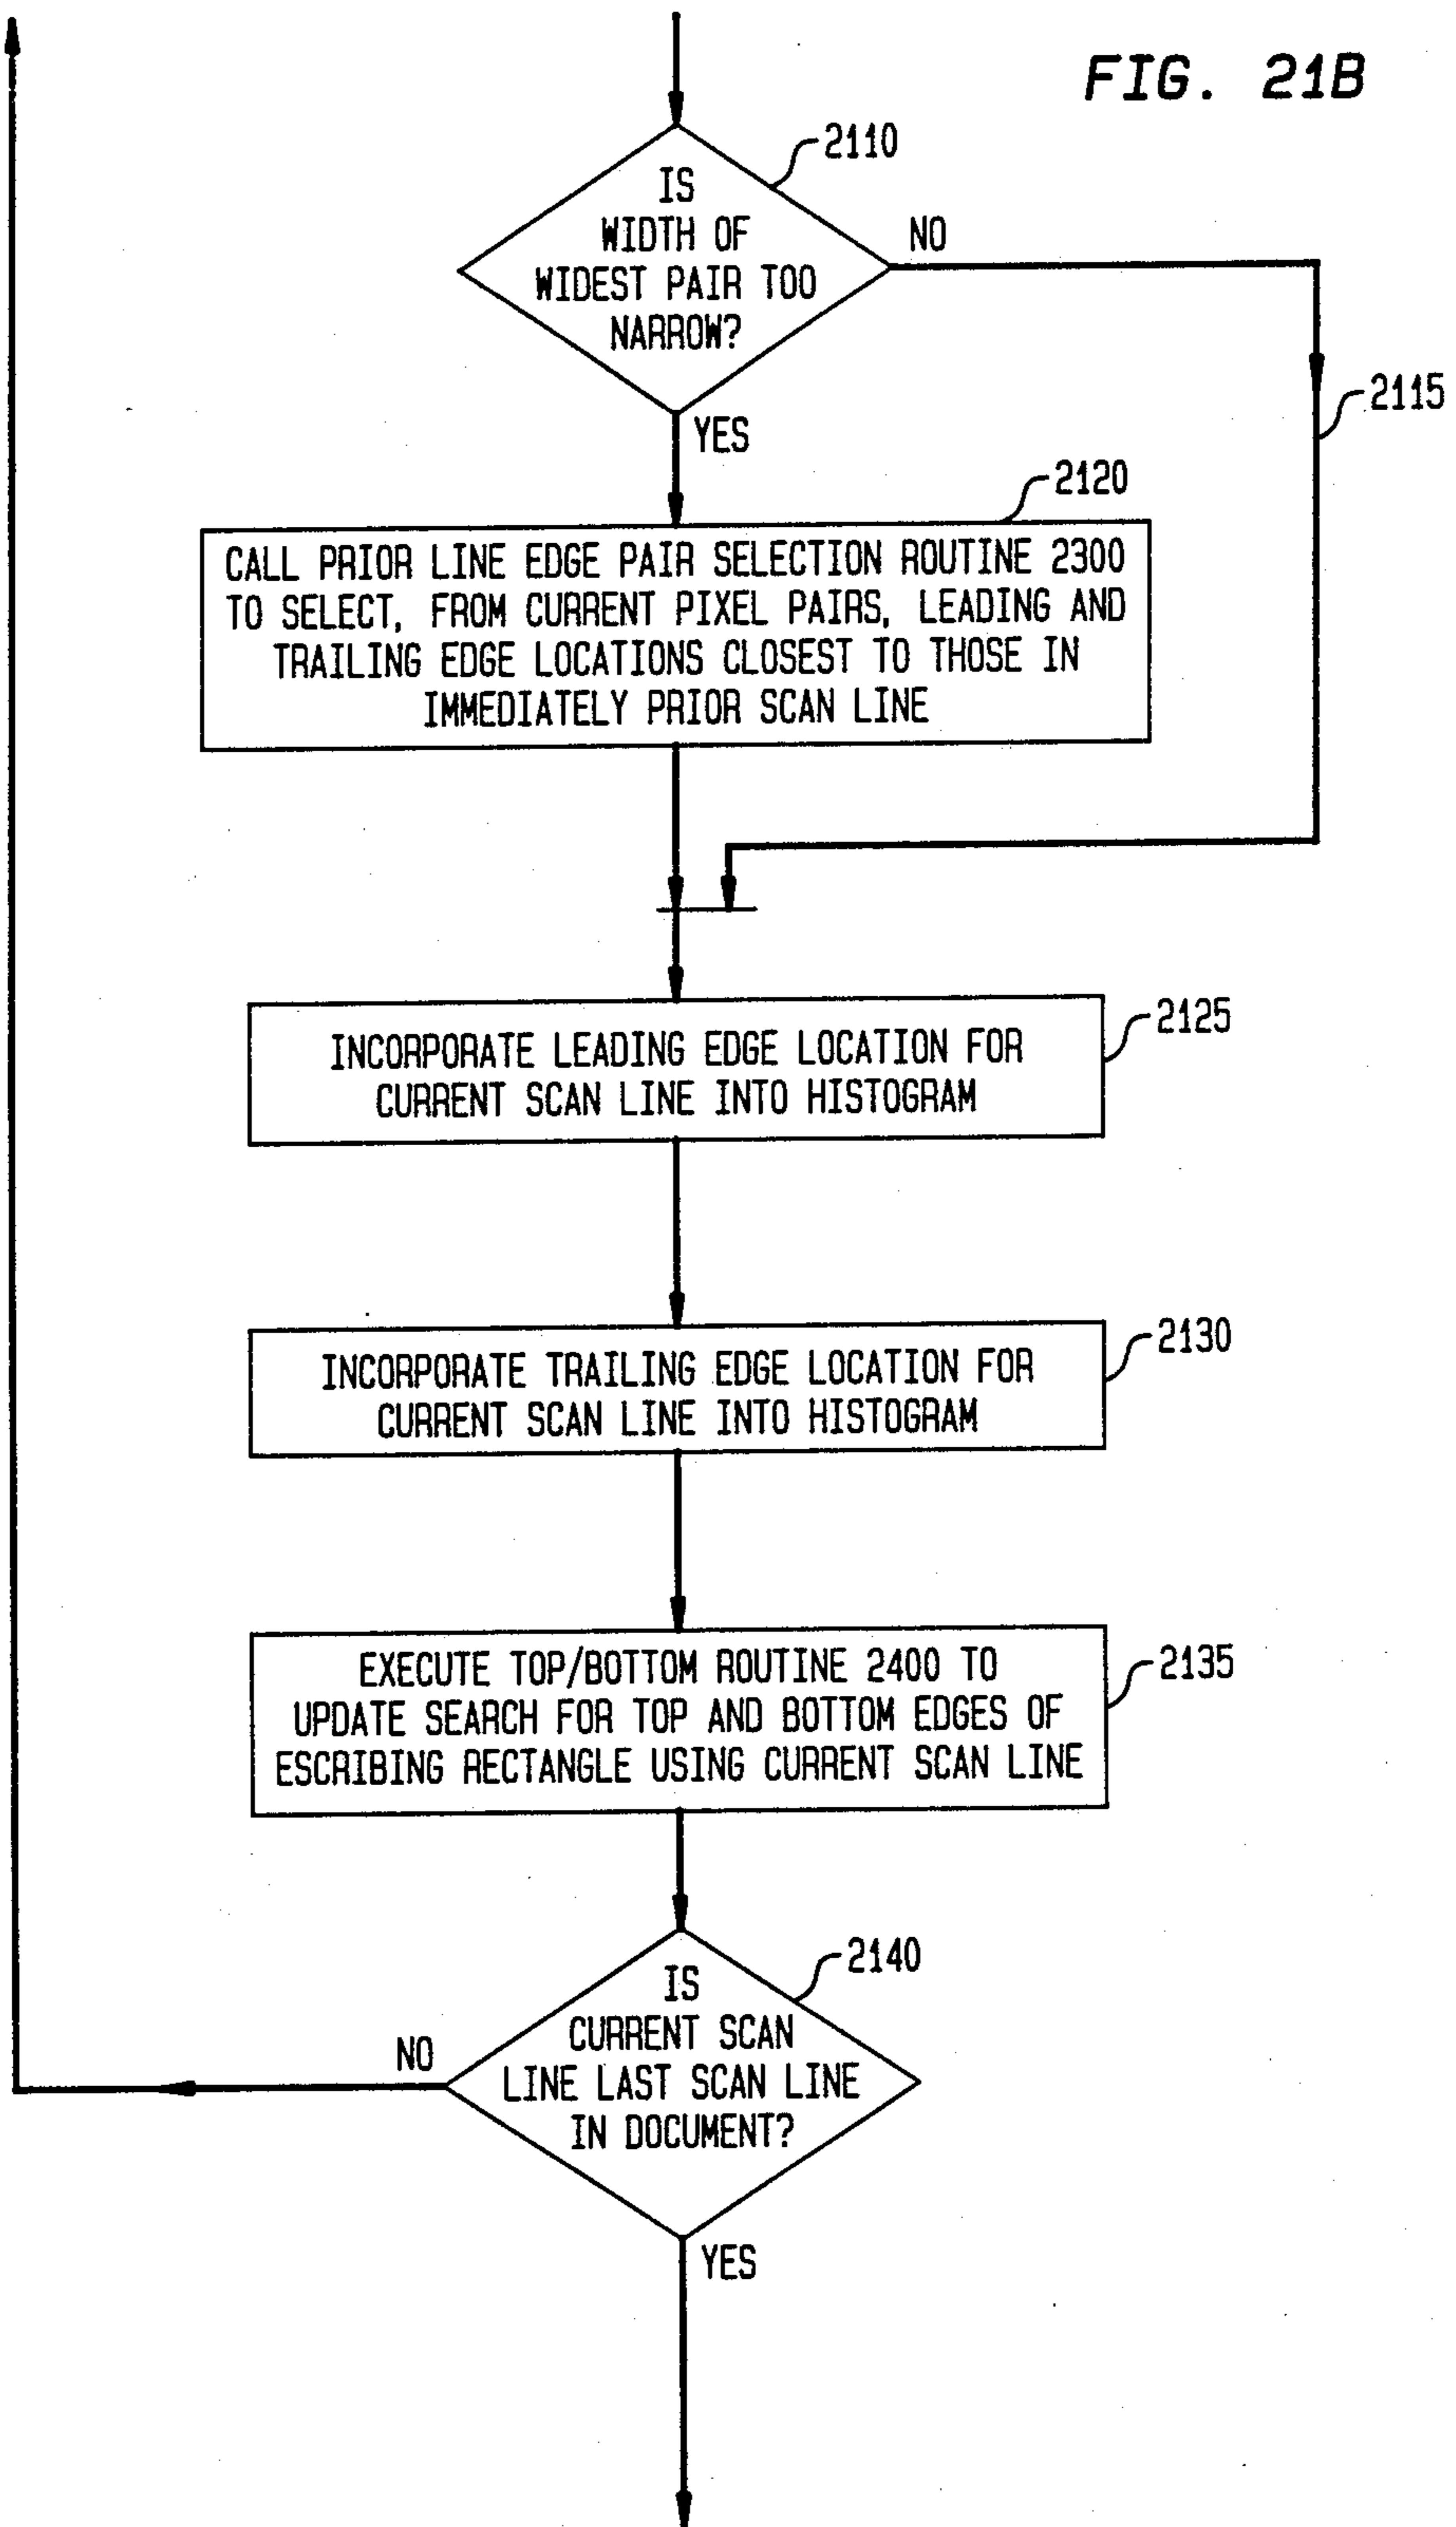 FIG. 21B
2110
IS
WIDTH OF
WIDEST PAIR TOO
NARROW?
NO
2115
YES
2120
CALL PRIOR LINE EDGE PAIR SELECTION ROUTINE 2300
TO SELECT, FROM CURRENT PIXEL PAIRS, LEADING AND
TRAILING EDGE LOCATIONS CLOSEST TO THOSE IN
IMMEDIATELY PRIOR SCAN LINE
2125
INCORPORATE LEADING EDGE LOCATION FOR
CURRENT SCAN LINE INTO HISTOGRAM
2130
INCORPORATE TRAILING EDGE LOCATION FOR
CURRENT SCAN LINE INTO HISTOGRAM
2135
EXECUTE TOP/BOTTOM ROUTINE 2400 TO
UPDATE SEARCH FOR TOP AND BOTTOM EDGES OF
ESCRIBING RECTANGLE USING CURRENT SCAN LINE
2140
IS
CURRENT SCAN
LINE LAST SCAN LINE
IN DOCUMENT?
NO
YES